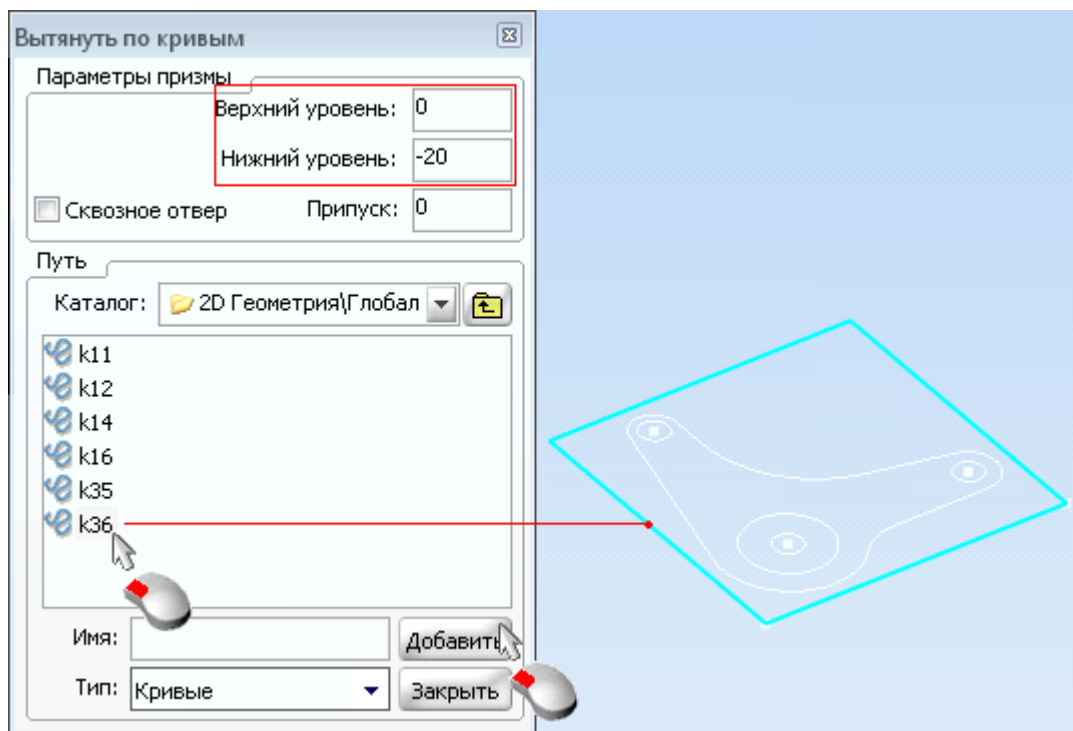 Вытянуть по кривым
Параметры призмы
Верхний уровень: 0
Нижний уровень: -20
Сквозное отвер Припуск: 0
Путь
Каталог: 2D Геометрия\Глобал
k11
k12
k14
k16
k35
k36
Имя: Добавить
Тип: Кривые Закрыть